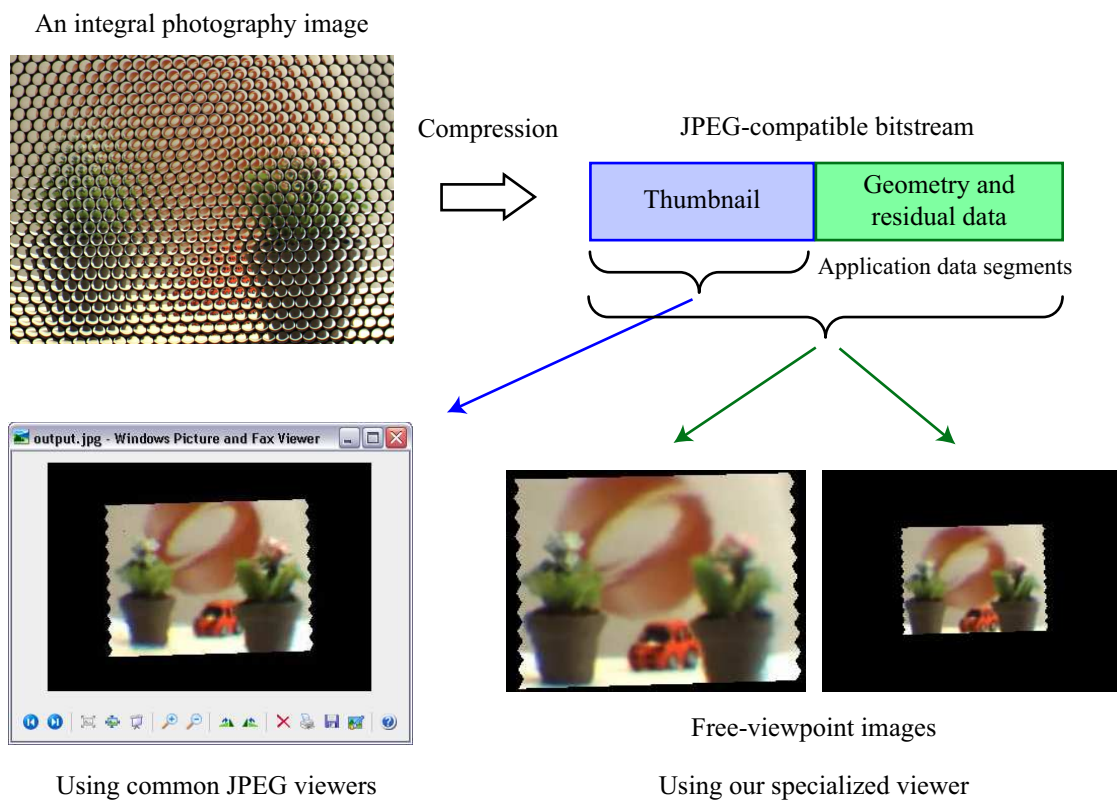 An integral photography image
Compression
JPEG-compatible bitstream
Thumbnail
Geometry and
residual data
Application data segments
output.jpg - Windows Picture and Fax Viewer
Free-viewpoint images
Using common JPEG viewers
Using our specialized viewer